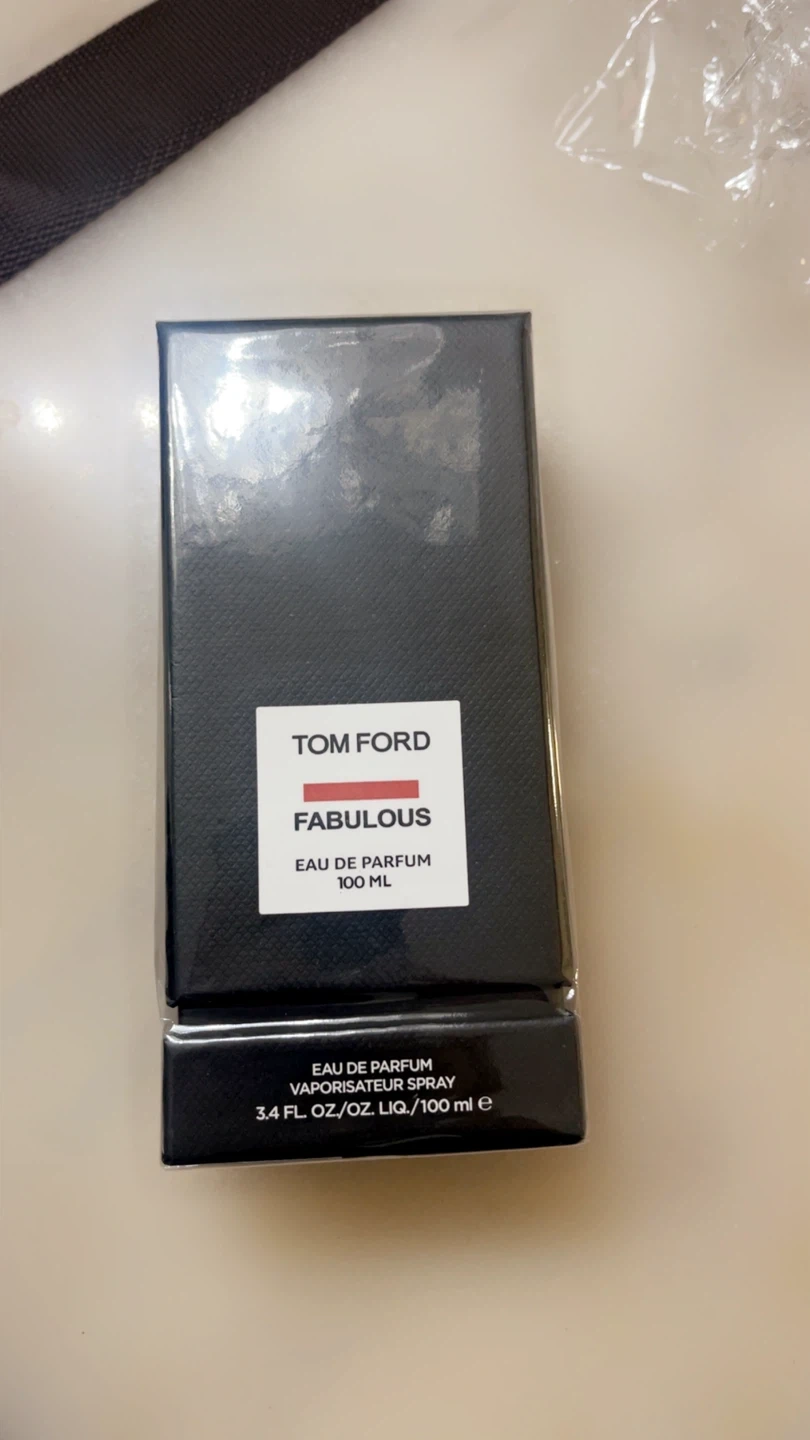 TOM FORD
FABULOUS
EAU DE PARFUM
100 ML
EAU DE PARFUM
VAPORISATEUR SPRAY
3.4 FL. OZ./OZ. LIQ./100 ml ℮